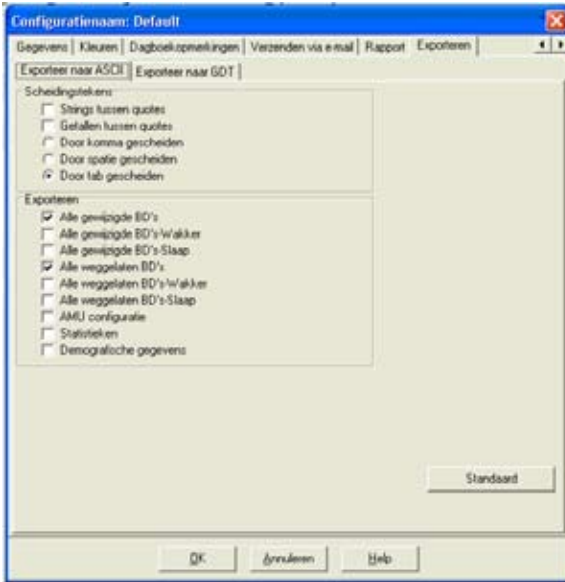 Configuratienaam: Default
Gegevens Kleuren Dagboekopmerkingen Verzenden via e-mail Rapport Exporteren
Exporteer naar ASCII Exporteer naar GDT
Scheidingstekens
Strings tussen quotes
Getallen tussen quotes
Door komma gescheiden
Door spatie gescheiden
Door tab gescheiden
Exporteren
Alle gewijzigde BD's
Alle gewijzigde BD's-Wakker
Alle gewijzigde BD's-Slaap
Alle weggelaten BD's
Alle weggelaten BD's-Wakker
Alle weggelaten BD's-Slaap
AMU configuratie
Statistieken
Demografische gegevens
Standaard
OK Annuleren Help